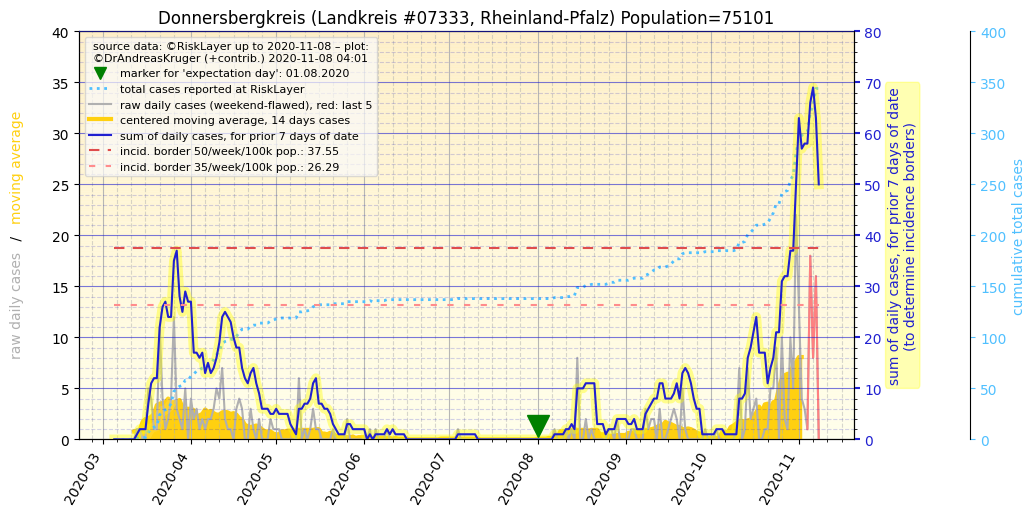 Donnersbergkreis (Landkreis #07333, Rheinland-Pfalz) Population=75101
source data: ©RiskLayer up to 2020-11-08 – plot:
©DrAndreasKruger (+contrib.) 2020-11-08 04:01
marker for 'expectation day': 01.08.2020
total cases reported at RiskLayer
raw daily cases (weekend-flawed), red: last 5
centered moving average, 14 days cases
sum of daily cases, for prior 7 days of date
incid. border 50/week/100k pop.: 37.55
incid. border 35/week/100k pop.: 26.29
raw daily cases / moving average
40
35
30
25
20
15
10
5
0
80
70
60
50
40
30
20
10
0
sum of daily cases, for prior 7 days of date
(to determine incidence borders)
400
350
300
250
200
150
100
50
0
cumulative total cases
2020-03
2020-04
2020-05
2020-06
2020-07
2020-08
2020-09
2020-10
2020-11